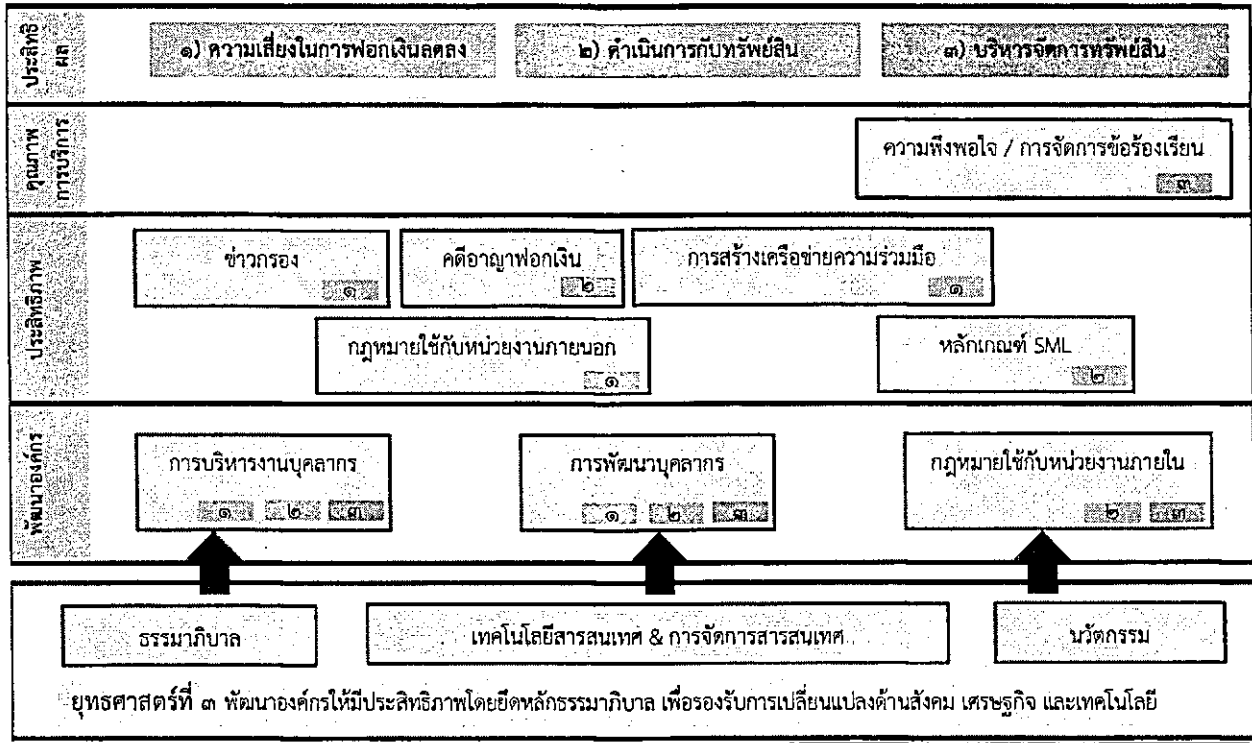 ประสิทธิ
ผล
๑) ความเสี่ยงในการฟอกเงินลดลง
๒) ดำเนินการกับทรัพย์สิน
๓) บริหารจัดการทรัพย์สิน
คุณภาพ
การบริการ
ความพึงพอใจ / การจัดการข้อร้องเรียน
๓
ประสิทธิภาพ
ข่าวกรอง
๑
คดีอาญาฟอกเงิน
๒
การสร้างเครือข่ายความร่วมมือ
๑
กฎหมายใช้กับหน่วยงานภายนอก
๑
หลักเกณฑ์ SML
๒
พัฒนาองค์กร
การบริหารงานบุคลากร
๑ ๒ ๓
การพัฒนาบุคลากร
๑ ๒ ๓
กฎหมายใช้กับหน่วยงานภายใน
๒ ๓
ธรรมาภิบาล
เทคโนโลยีสารสนเทศ & การจัดการสารสนเทศ
นวัตกรรม
ยุทธศาสตร์ที่ ๓ พัฒนาองค์กรให้มีประสิทธิภาพโดยยึดหลักธรรมาภิบาล เพื่อรองรับการเปลี่ยนแปลงด้านสังคม เศรษฐกิจ และเทคโนโลยี